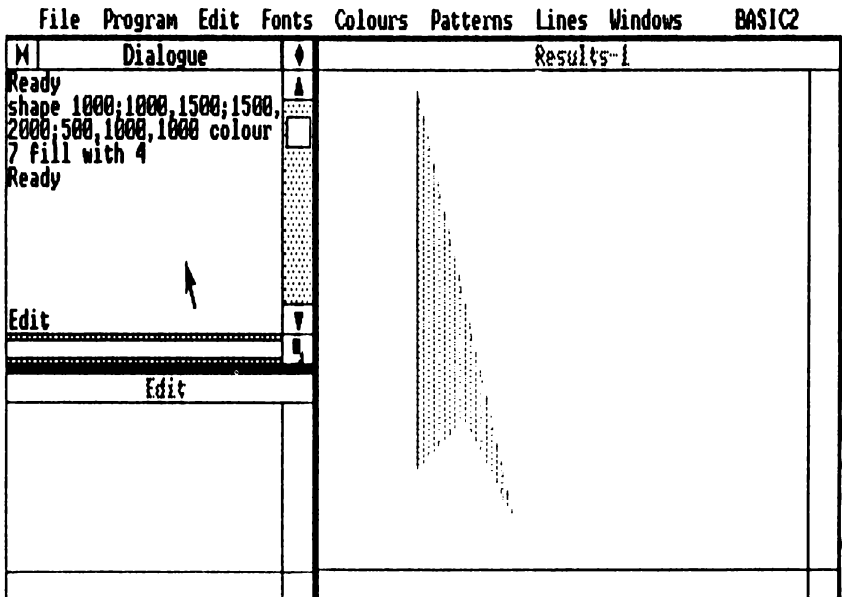 File Program Edit Fonts Colours Patterns Lines Windows BASIC2
Dialogue
Ready
shape 1000;1000,1500;1500,
2000;500,1000,1000 colour
7 fill with 4
Ready
Edit
Edit
Results-1